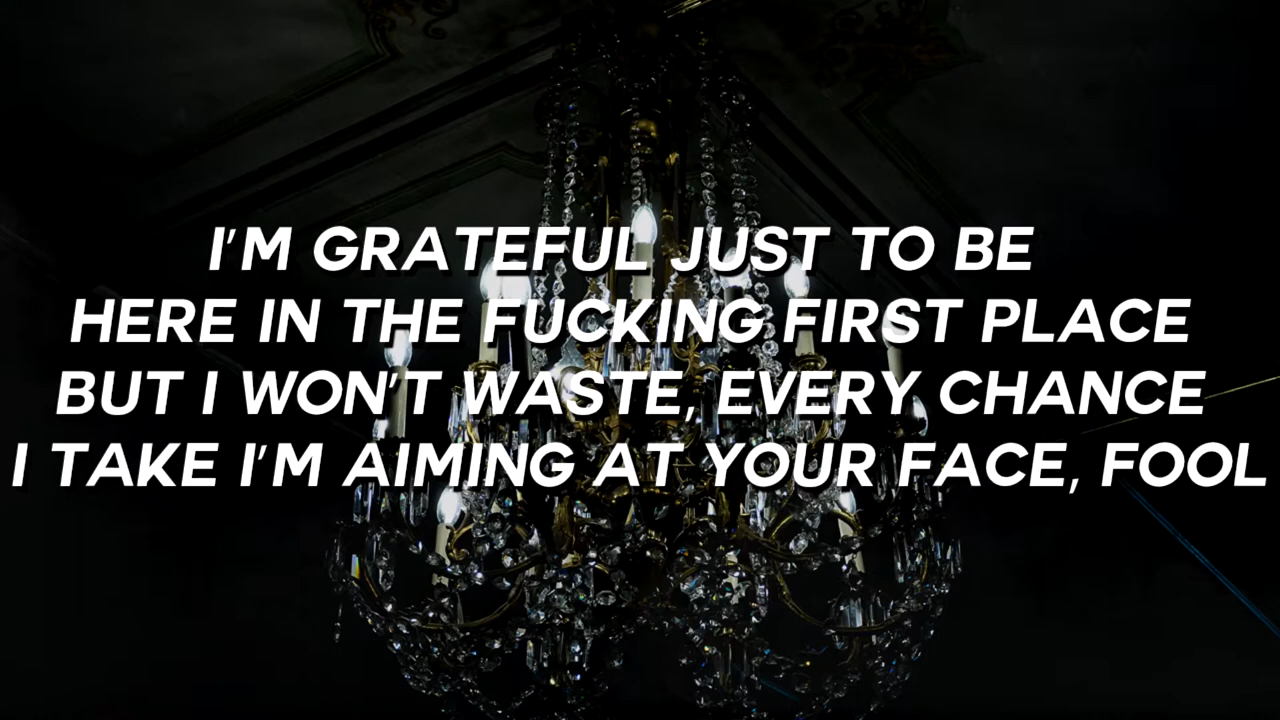 I'M GRATEFUL JUST TO BE
HERE IN THE FUCKING FIRST PLACE
BUT I WON'T WASTE, EVERY CHANCE
I TAKE I'M AIMING AT YOUR FACE, FOOL